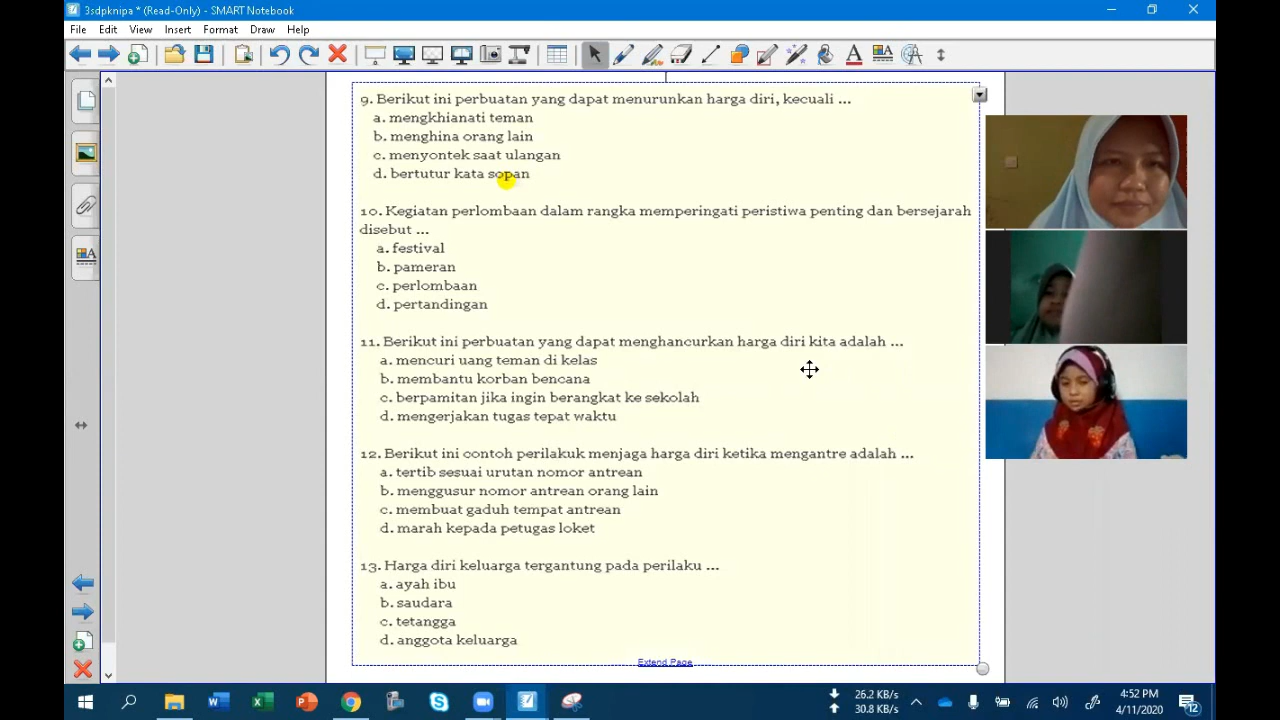 3sdpknipa * (Read-Only) - SMART Notebook
File Edit View Insert Format Draw Help
9. Berikut ini perbuatan yang dapat menurunkan harga diri, kecuali ...
a. mengkhianati teman
b. menghina orang lain
c. menyontek saat ulangan
d. bertutur kata sopan
10. Kegiatan perlombaan dalam rangka memperingati peristiwa penting dan bersejarah
disebut ...
a. festival
b. pameran
c. perlombaan
d. pertandingan
11. Berikut ini perbuatan yang dapat menghancurkan harga diri kita adalah ...
a. mencuri uang teman di kelas
b. membantu korban bencana
c. berpamitan jika ingin berangkat ke sekolah
d. mengerjakan tugas tepat waktu
12. Berikut ini contoh perilakuk menjaga harga diri ketika mengantre adalah ...
a. tertib sesuai urutan nomor antrean
b. menggusur nomor antrean orang lain
c. membuat gaduh tempat antrean
d. marah kepada petugas loket
13. Harga diri keluarga tergantung pada perilaku ...
a. ayah ibu
b. saudara
c. tetangga
d. anggota keluarga
Extend Page
26.2 KB/s
30.8 KB/s
4:52 PM
4/11/2020
12